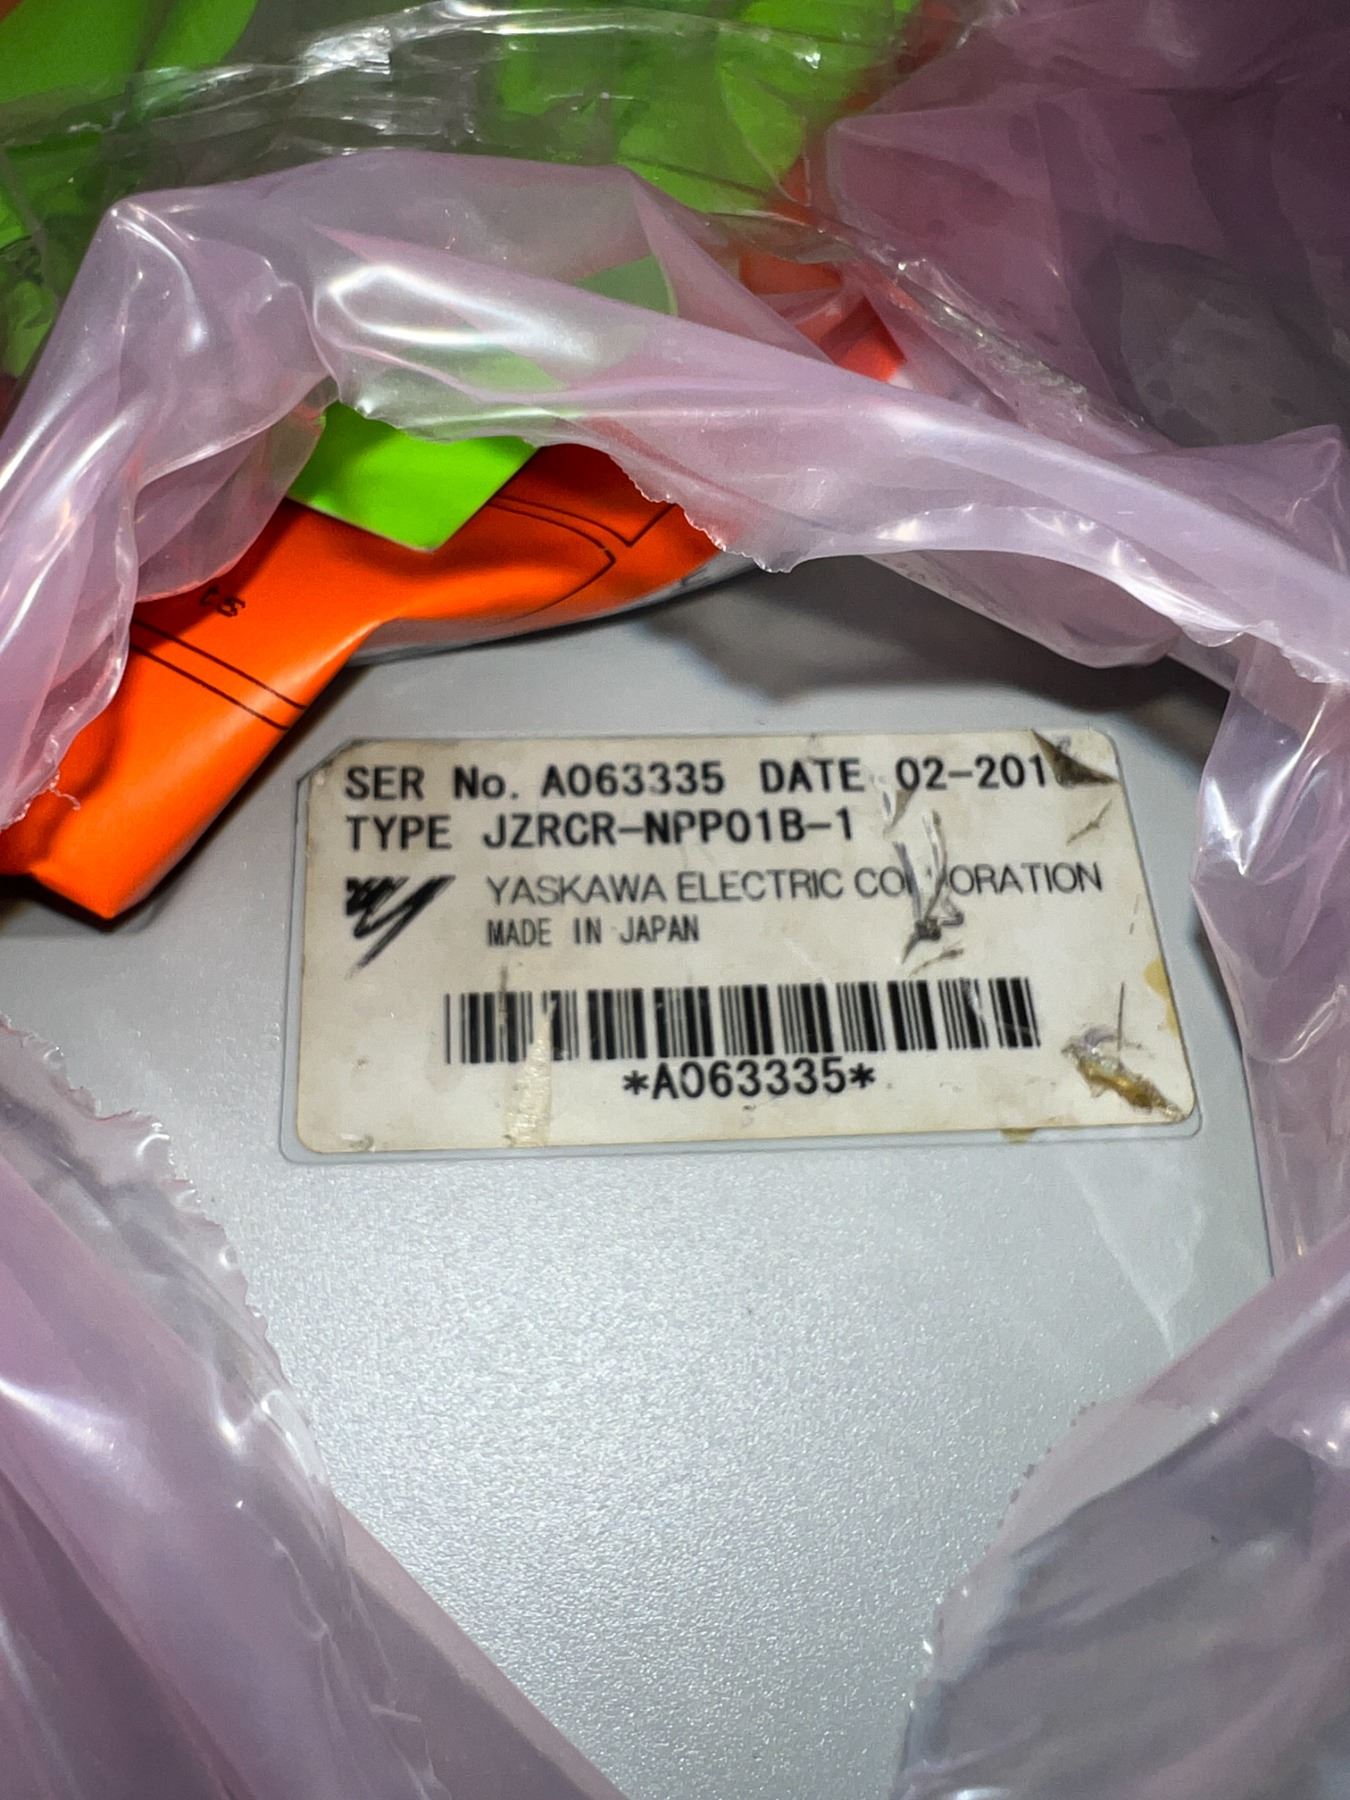 SER No. A063335 DATE 02-201
TYPE JZRCR-NPP01B-1
YASKAWA ELECTRIC CO ORATION
MADE IN JAPAN
*A063335*